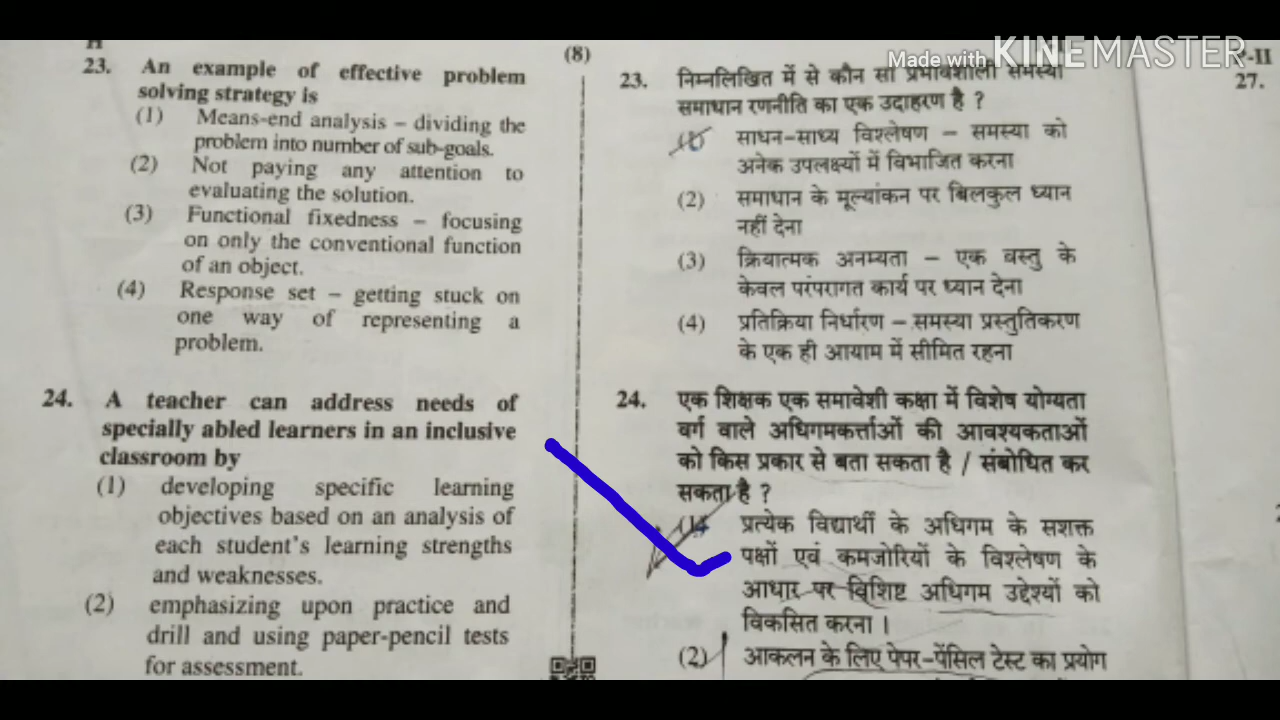 H
(8)
Made with KINEMASTER
P-II
23. An example of effective problem
solving strategy is
(1) Means-end analysis – dividing the
problem into number of sub-goals.
(2) Not paying any attention to
evaluating the solution.
(3) Functional fixedness – focusing
on only the conventional function
of an object.
(4) Response set – getting stuck on
one way of representing a
problem.
24. A teacher can address needs of
specially abled learners in an inclusive
classroom by
(1) developing specific learning
objectives based on an analysis of
each student's learning strengths
and weaknesses.
(2) emphasizing upon practice and
drill and using paper-pencil tests
for assessment.
23. निम्नलिखित में से कौन सा प्रभावशाली समस्या
समाधान रणनीति का एक उदाहरण है ?
(1) साधन-साध्य विश्लेषण – समस्या को
अनेक उपलक्ष्यों में विभाजित करना
(2) समाधान के मूल्यांकन पर बिलकुल ध्यान
नहीं देना
(3) क्रियात्मक अनम्यता – एक वस्तु के
केवल परंपरागत कार्य पर ध्यान देना
(4) प्रतिक्रिया निर्धारण – समस्या प्रस्तुतिकरण
के एक ही आयाम में सीमित रहना
24. एक शिक्षक एक समावेशी कक्षा में विशेष योग्यता
वर्ग वाले अधिगमकर्त्ताओं की आवश्यकताओं
को किस प्रकार से बता सकता है / संबोधित कर
सकता है ?
(1) प्रत्येक विद्यार्थी के अधिगम के सशक्त
पक्षों एवं कमजोरियों के विश्लेषण के
आधार पर विशिष्ट अधिगम उद्देश्यों को
विकसित करना ।
(2) आकलन के लिए पेपर-पेंसिल टेस्ट का प्रयोग
27.